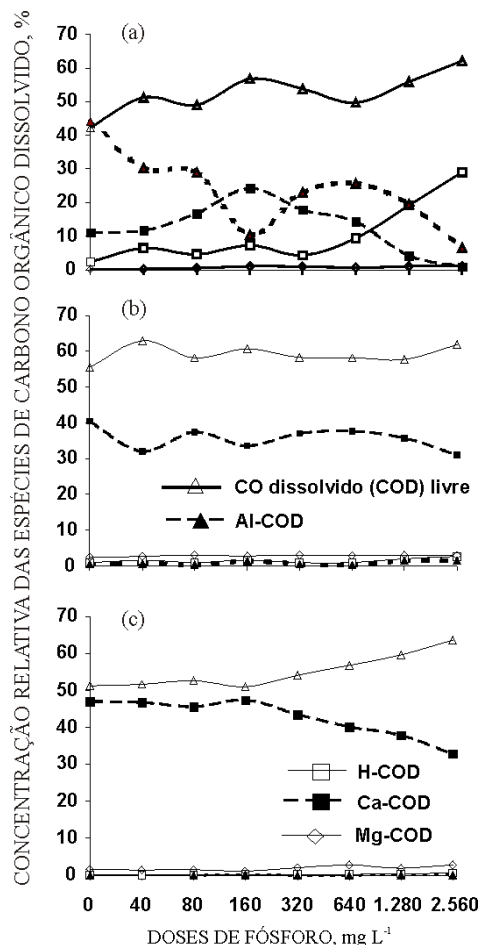 CONCENTRAÇÃO RELATIVA DAS ESPÉCIES DE CARBONO ORGÂNICO DISSOLVIDO, %
(a)
70
60
50
40
30
20
10
0
(b)
70
60
50
40
30
20
10
0
CO dissolvido (COD) livre
Al-COD
(c)
70
60
50
40
30
20
10
0
H-COD
Ca-COD
Mg-COD
0 40 80 160 320 640 1.280 2.560
DOSES DE FÓSFORO, mg L⁻¹